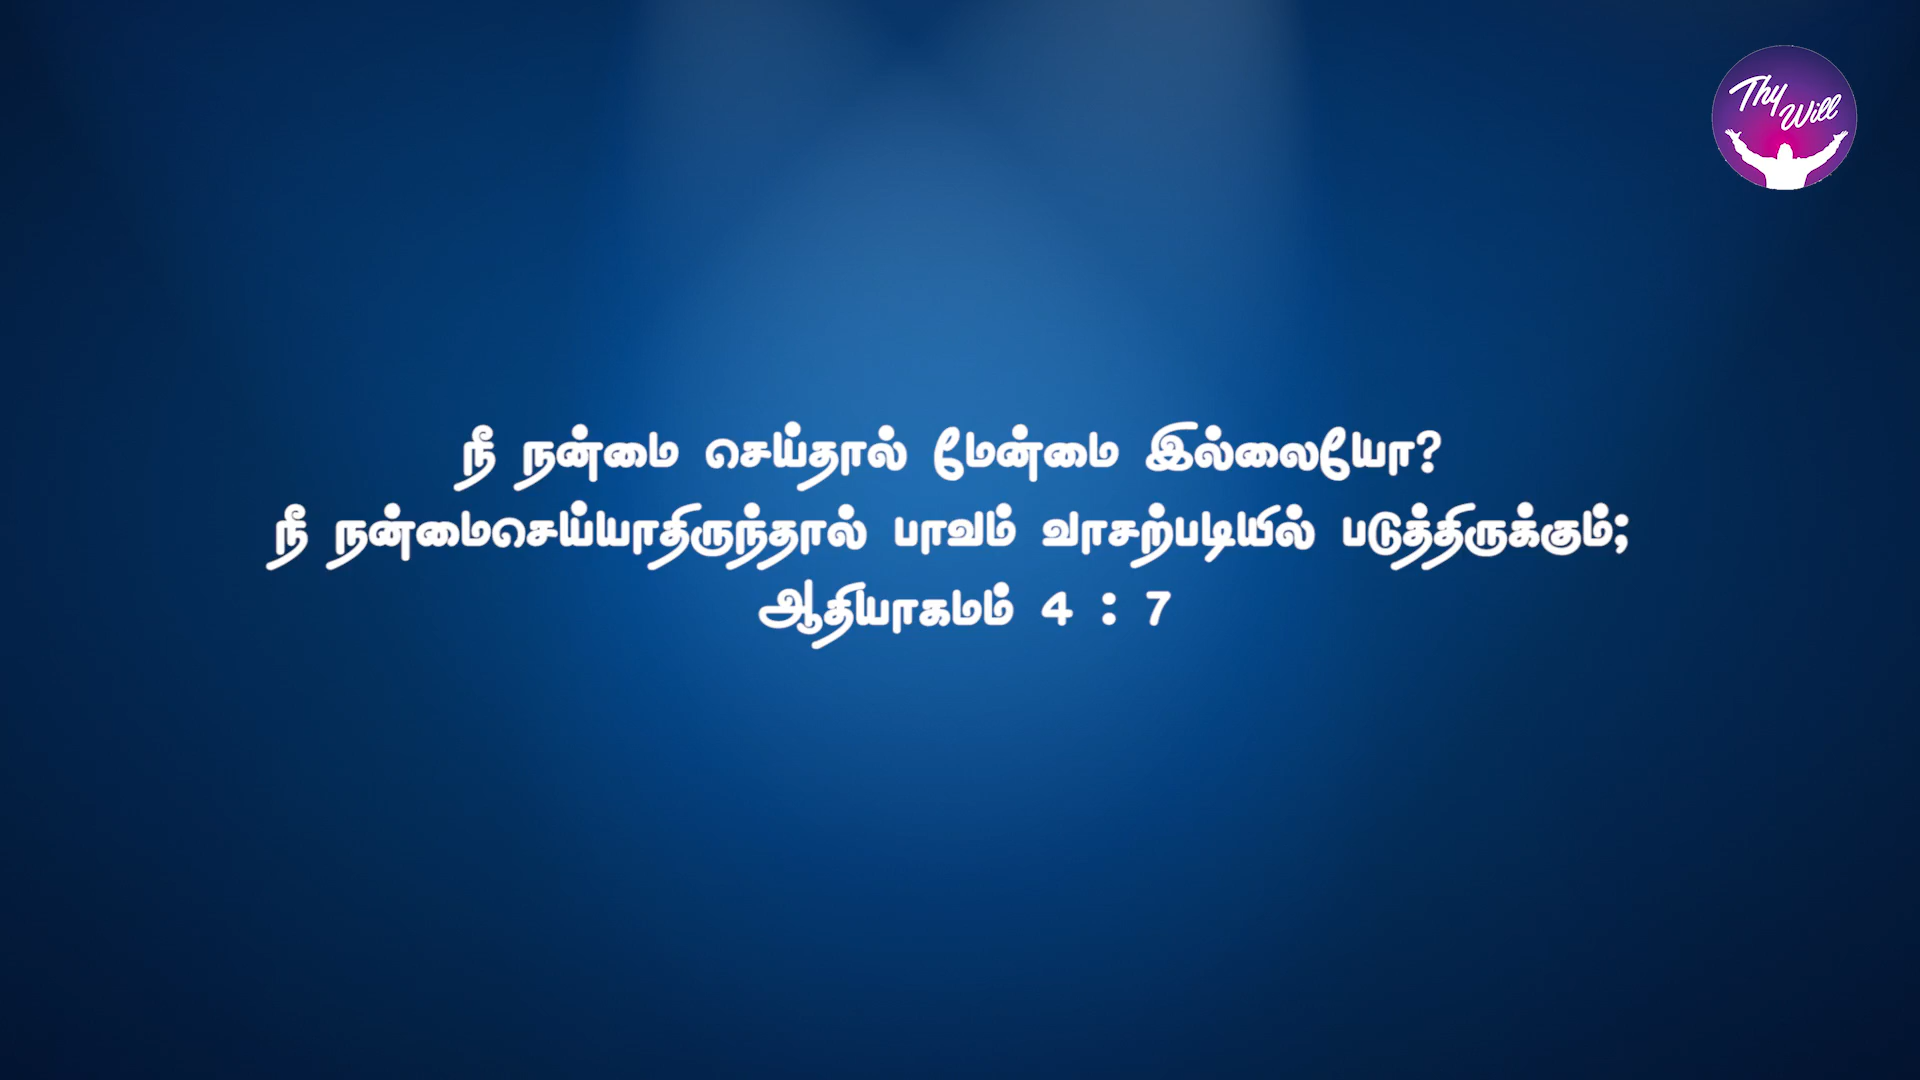 Thy Will
நீ நன்மை செய்தால் மேன்மை இல்லையோ?
நீ நன்மைசெய்யாதிருந்தால் பாவம் வாசற்படியில் படுத்திருக்கும்;
ஆதியாகமம் 4 : 7